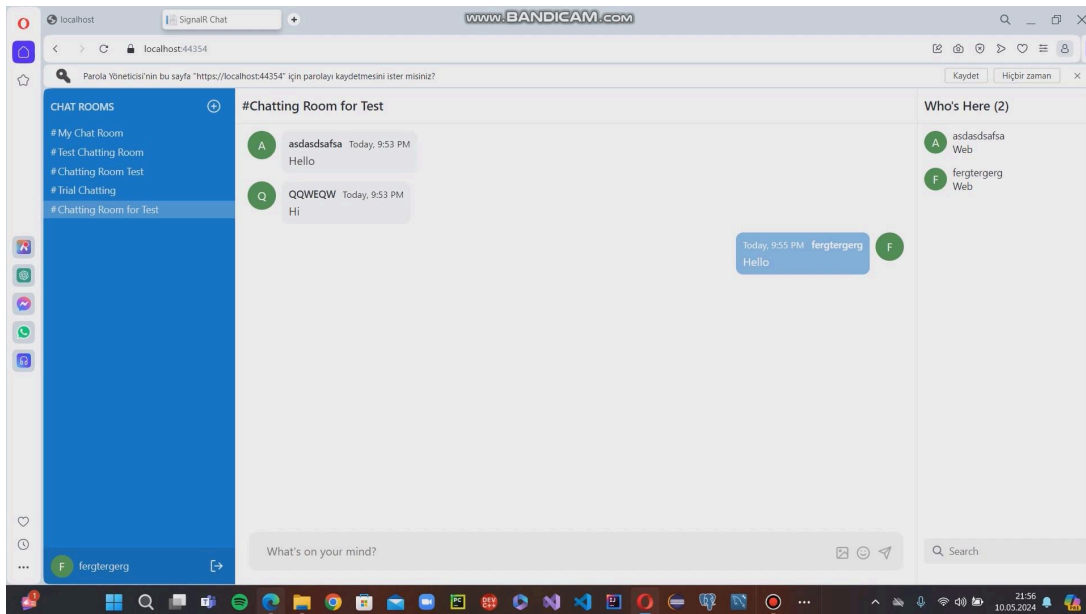 localhost
SignalR Chat
www.BANDICAM.com
localhost:44354
Parola Yöneticisi'nin bu sayfa "https://localhost:44354" için parolayı kaydetmesini ister misiniz?
Kaydet
Hiçbir zaman
CHAT ROOMS
#My Chat Room
#Test Chatting Room
#Chatting Room Test
#Trial Chatting
#Chatting Room for Test
#Chatting Room for Test
A
asdasdsafsa Today, 9:53 PM
Hello
Q
QQWEQW Today, 9:53 PM
Hi
Today, 9:55 PM fergtergerg
F
Hello
What's on your mind?
Who's Here (2)
A
asdasdsafsa
Web
F
fergtergerg
Web
Search
F
fergtergerg
1
PC
DEV
C++
21:56
10.05.2024